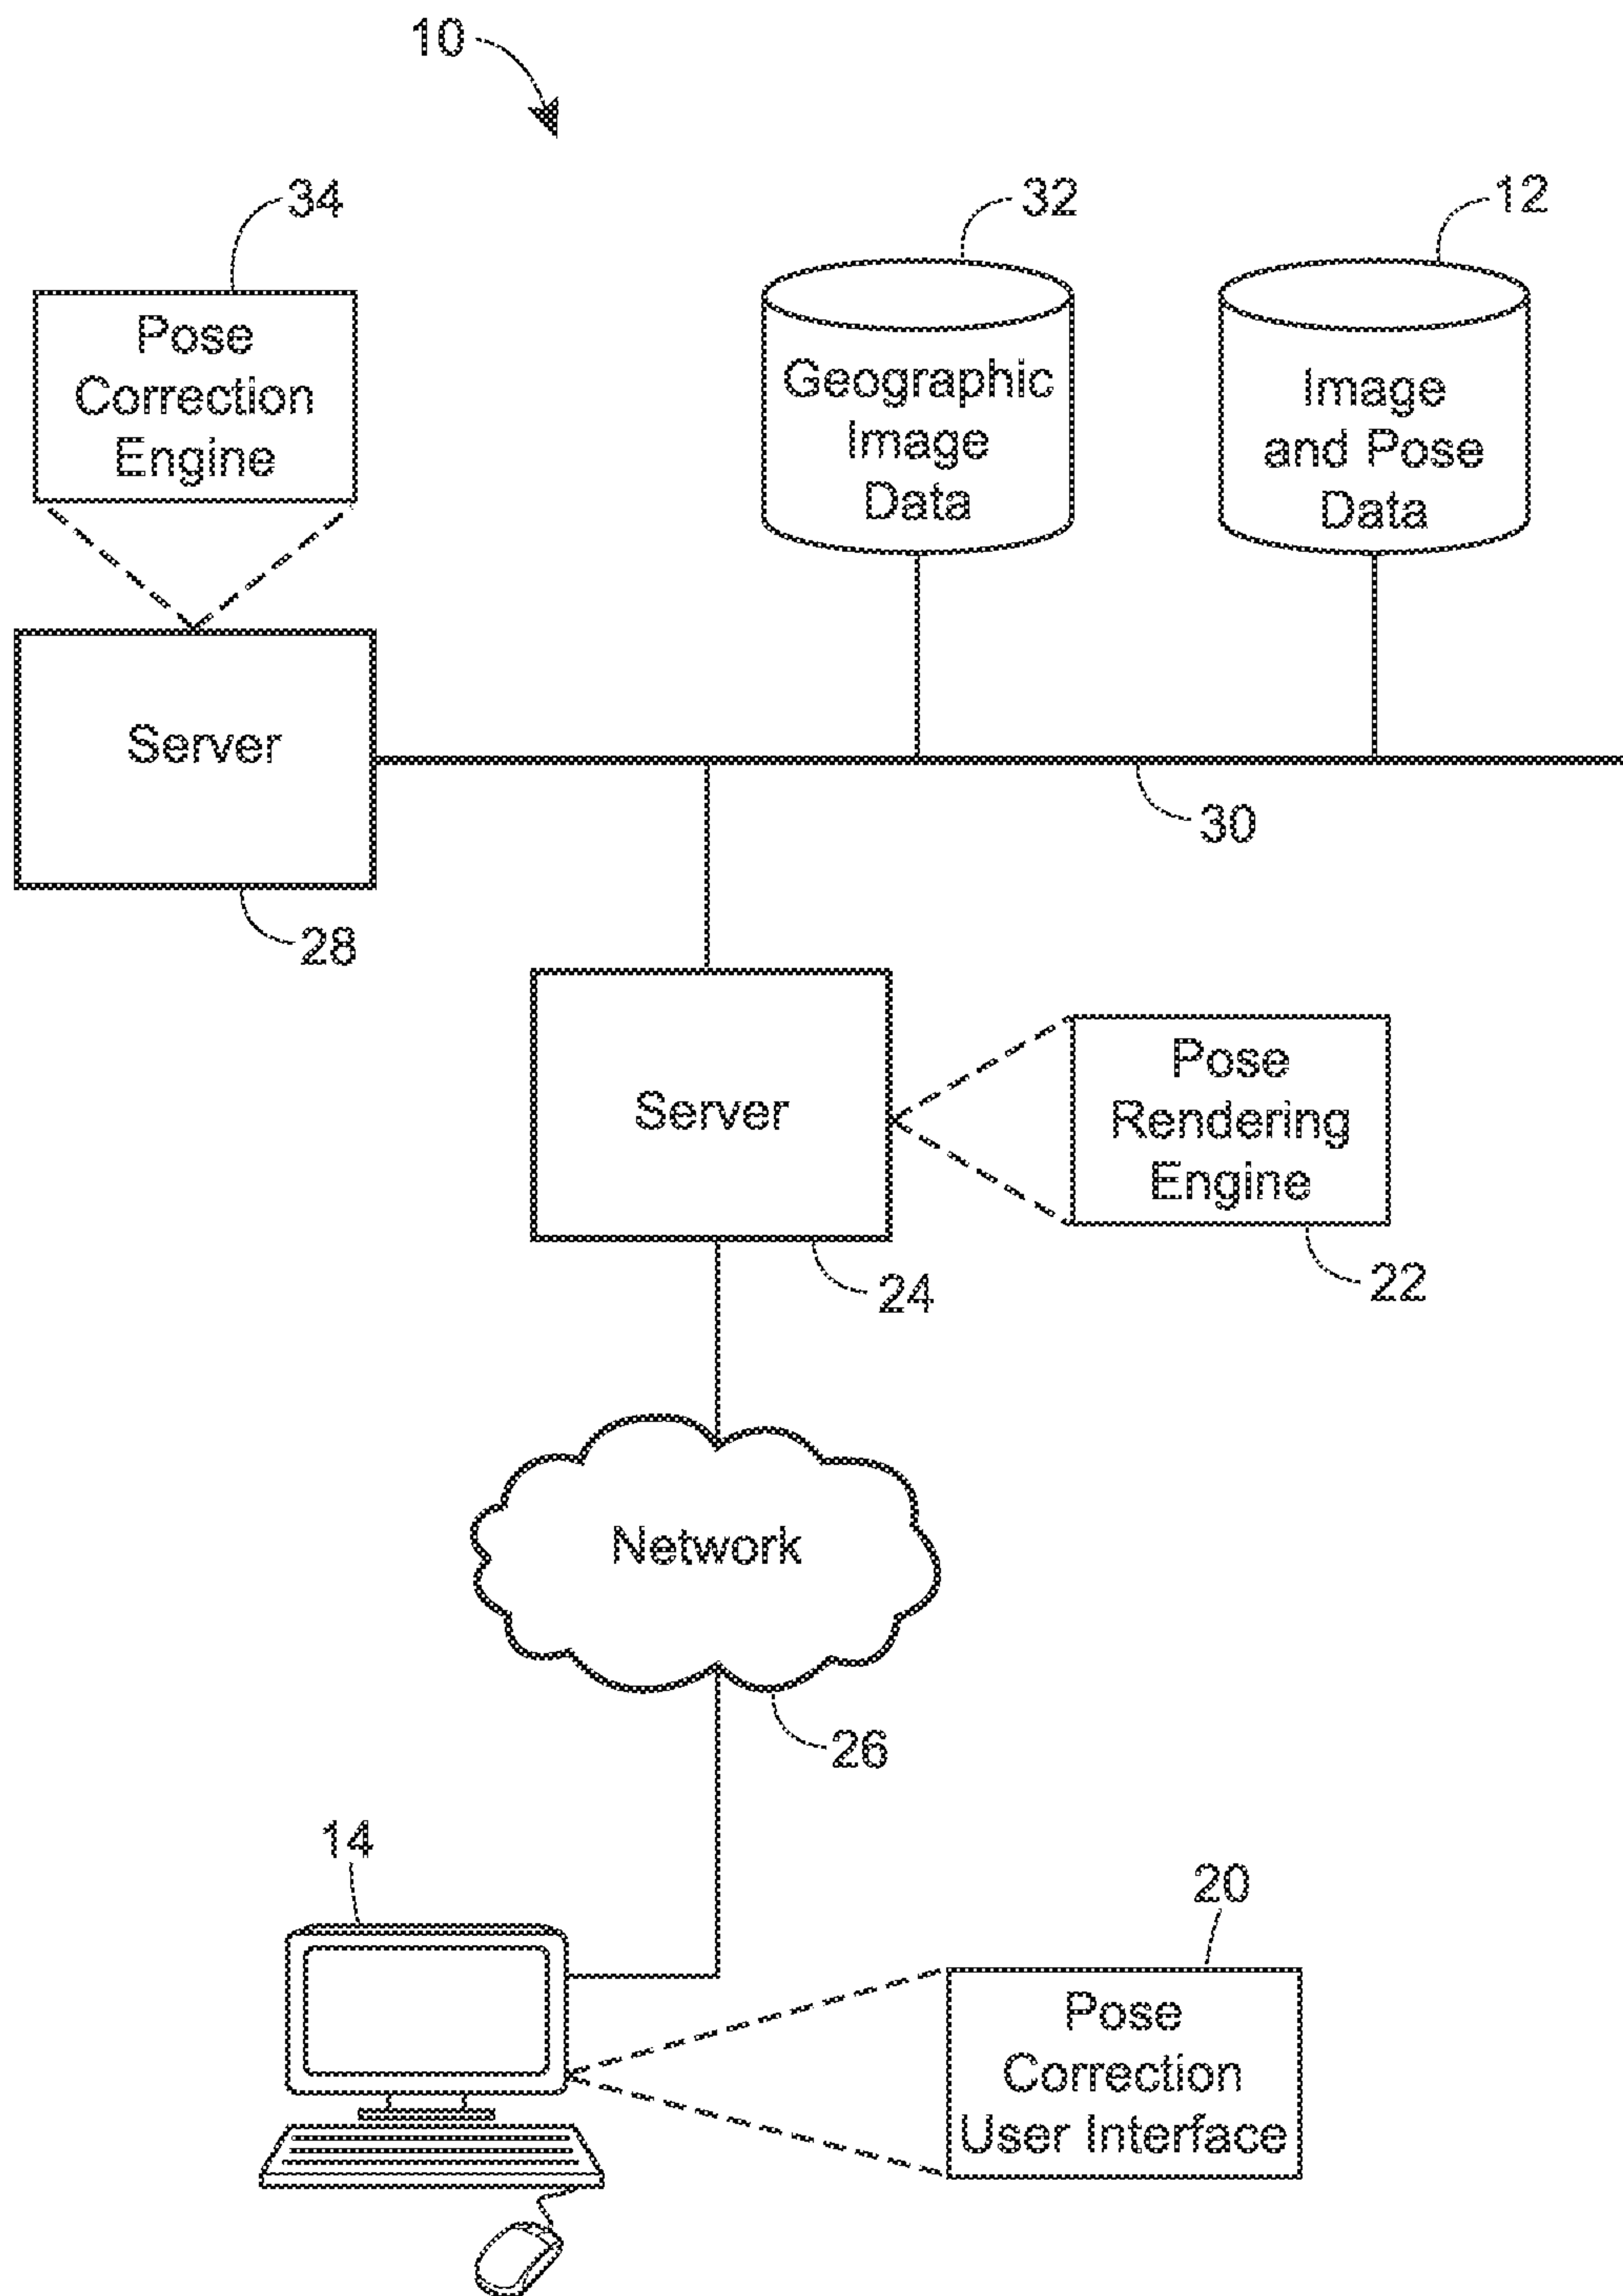 10
34
32
12
Pose
Correction
Engine
Geographic
Image
Data
Image
and Pose
Data
Server
30
28
Server
Pose
Rendering
Engine
24
22
Network
26
14
20
Pose
Correction
User Interface